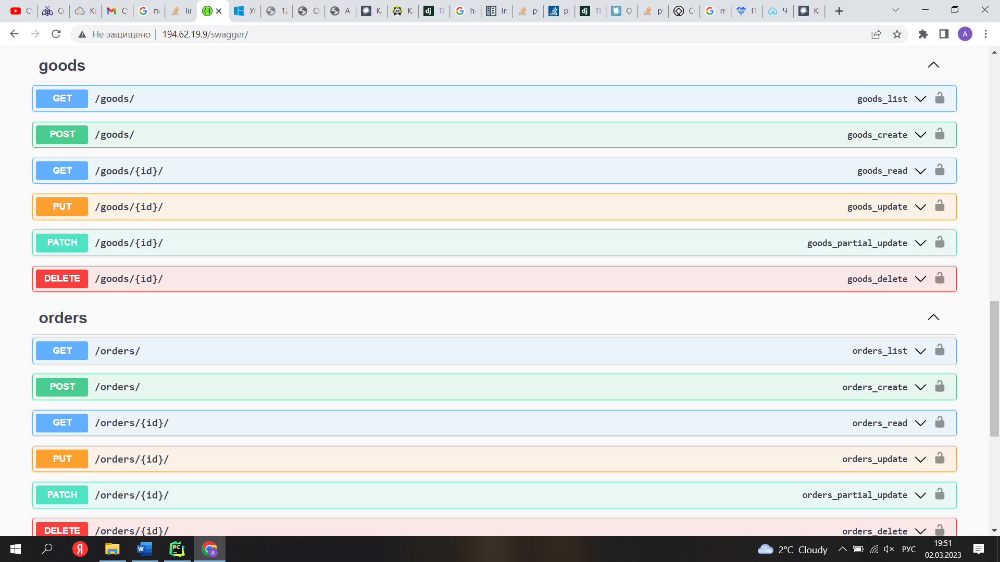 Не защищено | 194.62.19.9/swagger/
A
goods
GET /goods/ goods_list
POST /goods/ goods_create
GET /goods/{id}/ goods_read
PUT /goods/{id}/ goods_update
PATCH /goods/{id}/ goods_partial_update
DELETE /goods/{id}/ goods_delete
orders
GET /orders/ orders_list
POST /orders/ orders_create
GET /orders/{id}/ orders_read
PUT /orders/{id}/ orders_update
PATCH /orders/{id}/ orders_partial_update
DELETE /orders/{id}/ orders_delete
2°C Cloudy
РУС
19:51
02.03.2023